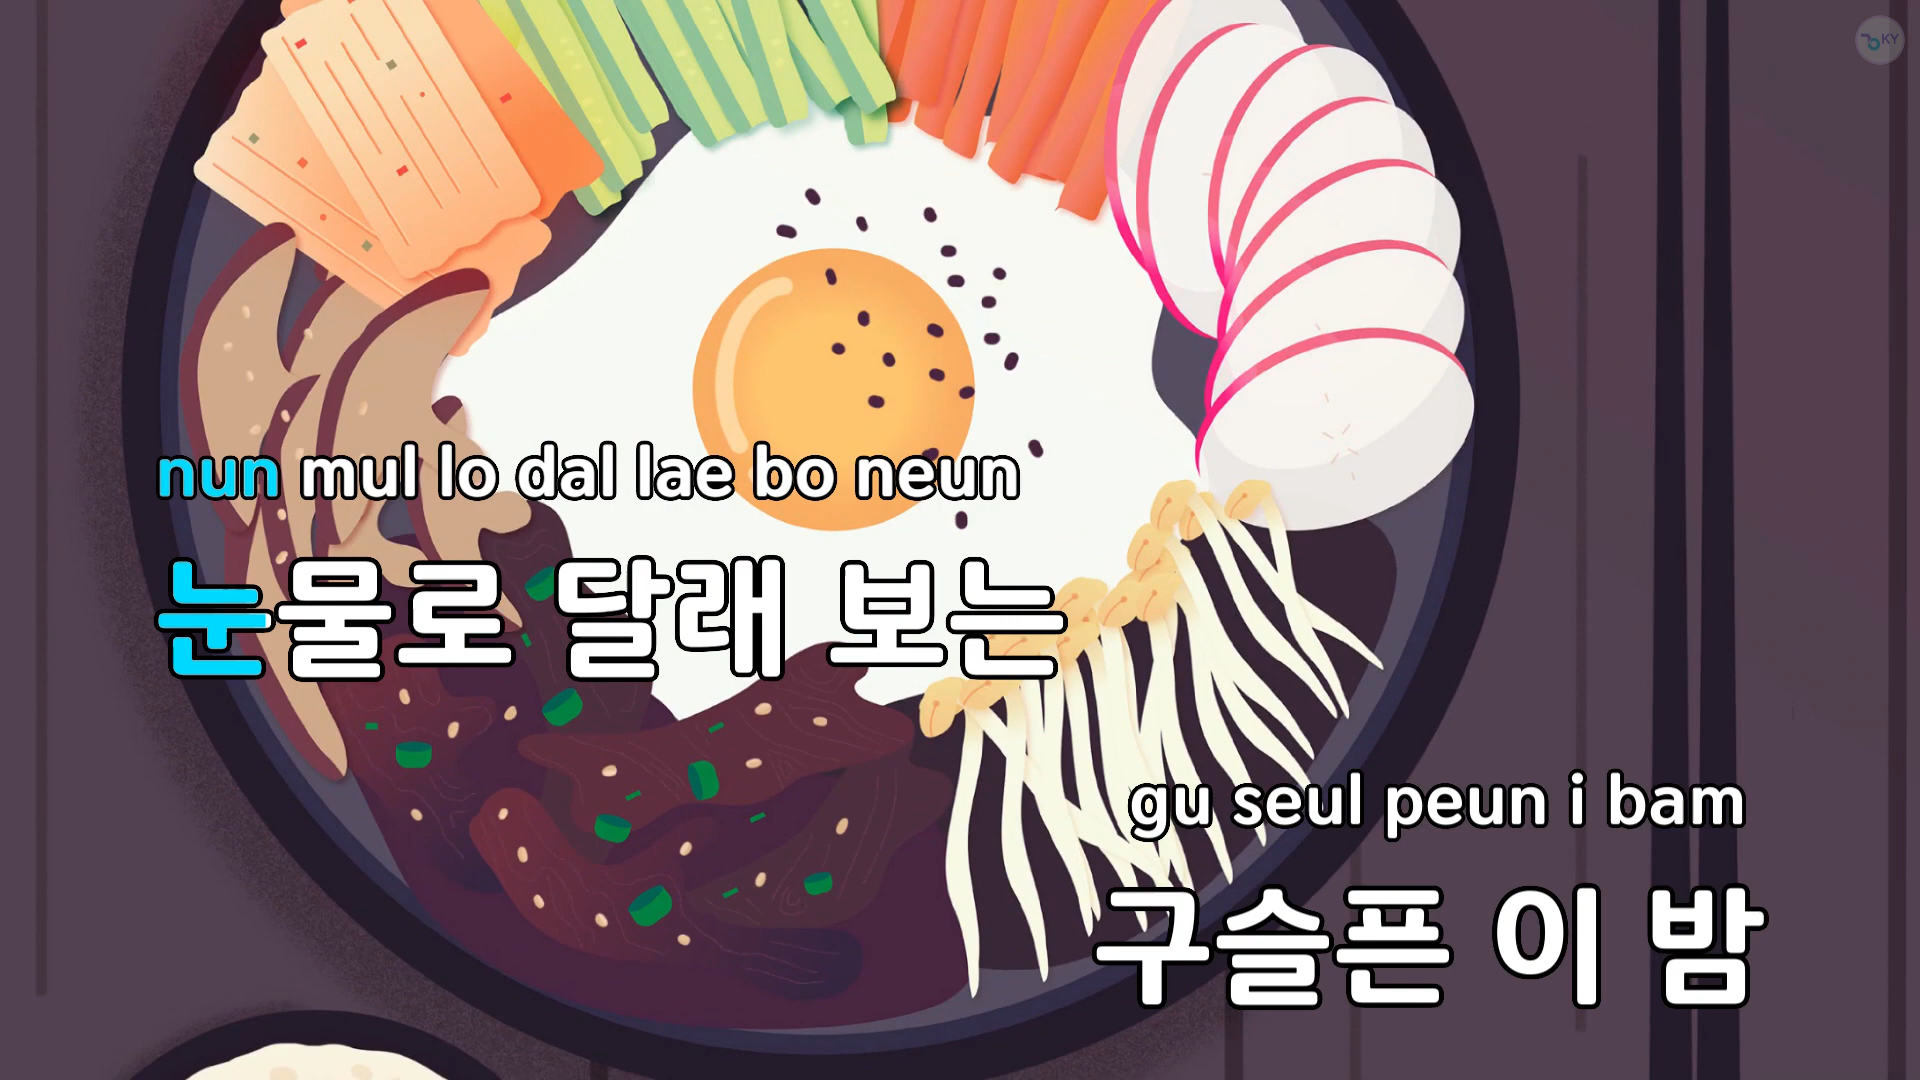 KY
nun mul lo dal lae bo neun
눈물로 달래 보는
gu seul peun i bam
구슬픈 이 밤